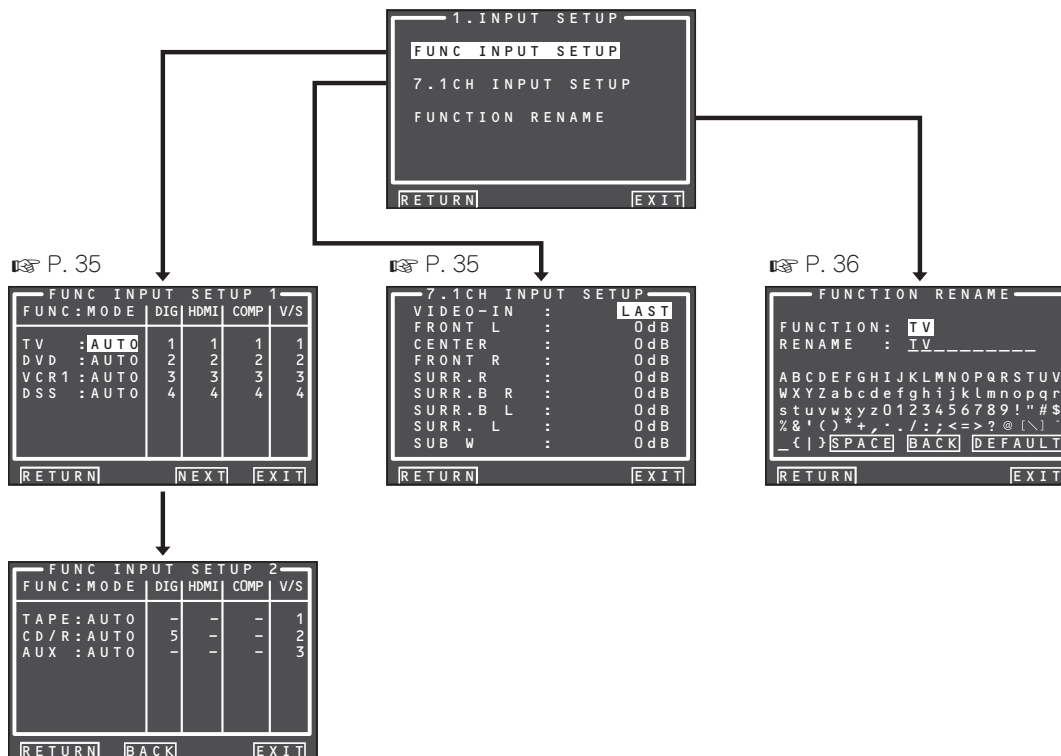 1.INPUT SETUP
FUNC INPUT SETUP
7.1CH INPUT SETUP
FUNCTION RENAME
RETURN EXIT
☞ P. 35
FUNC INPUT SETUP 1
FUNC:MODE DIG HDMI COMP V/S
TV :AUTO 1 1 1 1
DVD :AUTO 2 2 2 2
VCR1:AUTO 3 3 3 3
DSS :AUTO 4 4 4 4
RETURN NEXT EXIT
☞ P. 35
7.1CH INPUT SETUP
VIDEO-IN : LAST
FRONT L : 0dB
CENTER : 0dB
FRONT R : 0dB
SURR.R : 0dB
SURR.B R : 0dB
SURR.B L : 0dB
SURR. L : 0dB
SUB W : 0dB
RETURN EXIT
☞ P. 36
FUNCTION RENAME
FUNCTION: TV
RENAME : TV__________
ABCDEFGHIJKLMNOPQRSTUV
WXYZabcdefghijklmnopqr
stuvwxyz0123456789!"#$
%&'()*+,-./:;<=>?@[\]^
_{|}SPACE BACK DEFAULT
RETURN EXIT
FUNC INPUT SETUP 2
FUNC:MODE DIG HDMI COMP V/S
TAPE:AUTO – – – 1
CD/R:AUTO 5 – – 2
AUX :AUTO – – – 3
RETURN BACK EXIT